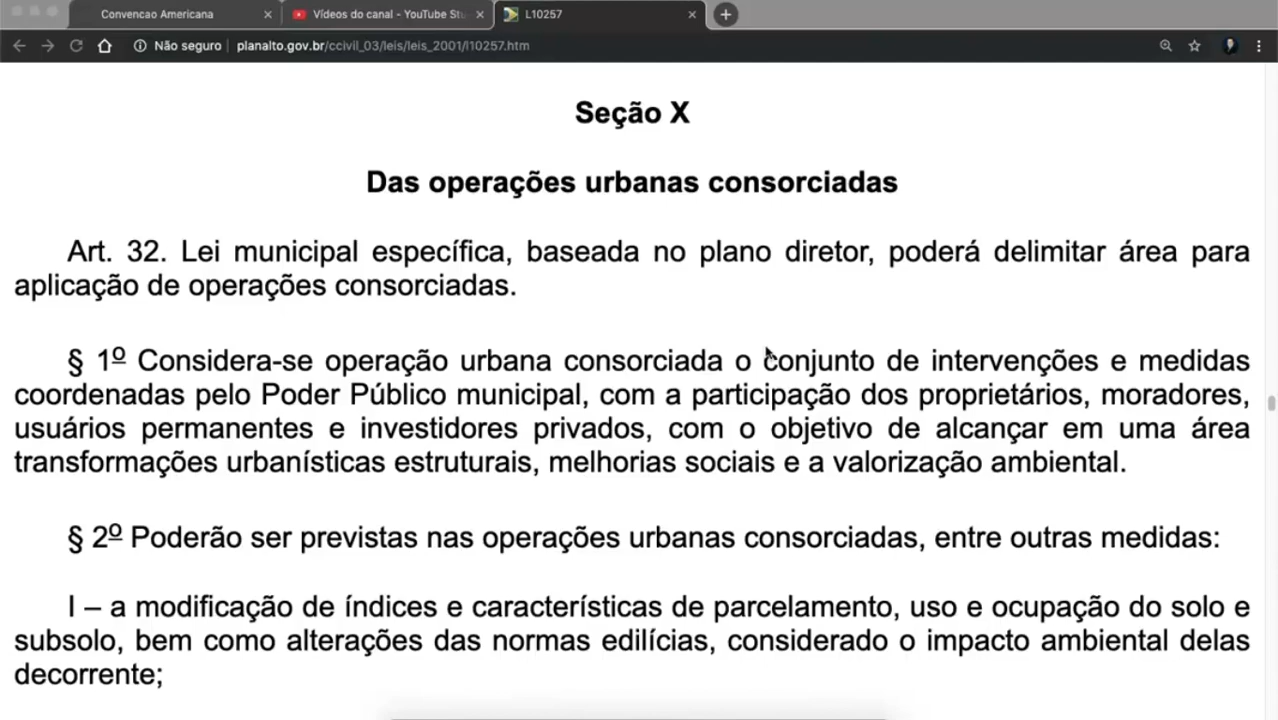 Convencao Americana
Vídeos do canal - YouTube Stu
L10257
Não seguro
planalto.gov.br/ccivil_03/leis/leis_2001/l10257.htm
Seção X
Das operações urbanas consorciadas
Art. 32. Lei municipal específica, baseada no plano diretor, poderá delimitar área para
aplicação de operações consorciadas.
§ 1º Considera-se operação urbana consorciada o conjunto de intervenções e medidas
coordenadas pelo Poder Público municipal, com a participação dos proprietários, moradores,
usuários permanentes e investidores privados, com o objetivo de alcançar em uma área
transformações urbanísticas estruturais, melhorias sociais e a valorização ambiental.
§ 2º Poderão ser previstas nas operações urbanas consorciadas, entre outras medidas:
I – a modificação de índices e características de parcelamento, uso e ocupação do solo e
subsolo, bem como alterações das normas edilícias, considerado o impacto ambiental delas
decorrente;